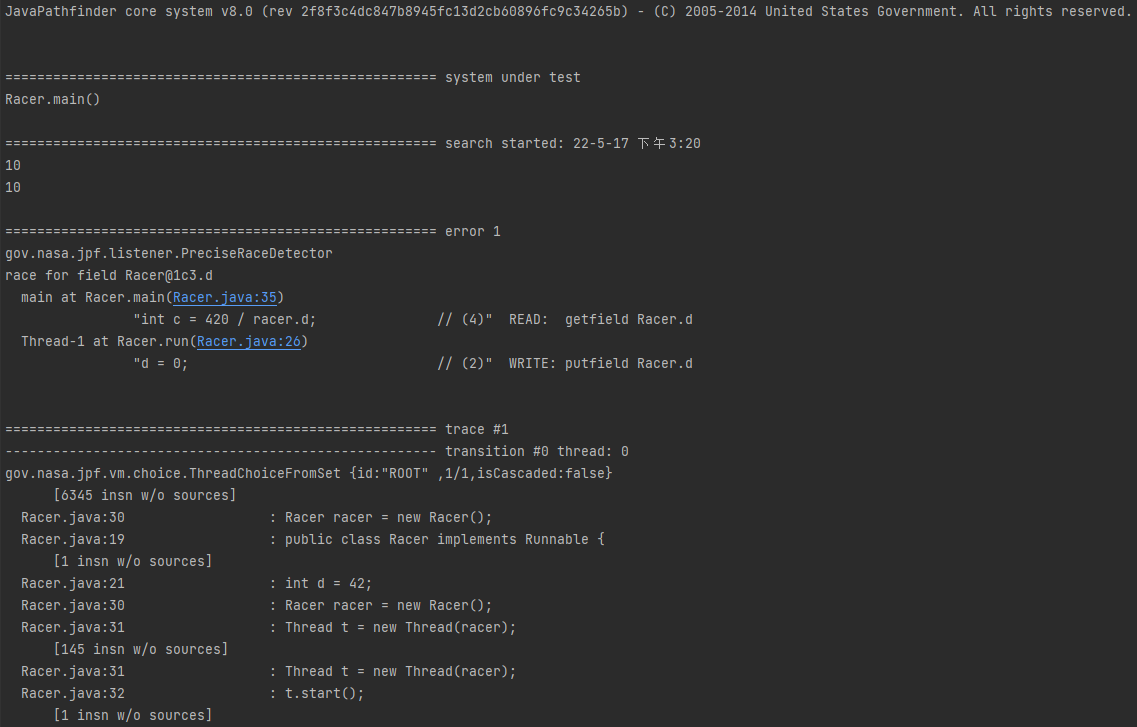 JavaPathfinder core system v8.0 (rev 2f8f3c4dc847b8945fc13d2cb60896fc9c34265b) - (C) 2005-2014 United States Government. All rights reserved.
====================================================== system under test
Racer.main()
====================================================== search started: 22-5-17 下午3:20
10
10
====================================================== error 1
gov.nasa.jpf.listener.PreciseRaceDetector
race for field Racer@1c3.d
  main at Racer.main(Racer.java:35)
                "int c = 420 / racer.d;               // (4)"  READ:  getfield Racer.d
  Thread-1 at Racer.run(Racer.java:26)
                "d = 0;                               // (2)"  WRITE: putfield Racer.d
====================================================== trace #1
------------------------------------------------------ transition #0 thread: 0
gov.nasa.jpf.vm.choice.ThreadChoiceFromSet {id:"ROOT" ,1/1,isCascaded:false}
      [6345 insn w/o sources]
  Racer.java:30                  : Racer racer = new Racer();
  Racer.java:19                  : public class Racer implements Runnable {
      [1 insn w/o sources]
  Racer.java:21                  : int d = 42;
  Racer.java:30                  : Racer racer = new Racer();
  Racer.java:31                  : Thread t = new Thread(racer);
      [145 insn w/o sources]
  Racer.java:31                  : Thread t = new Thread(racer);
  Racer.java:32                  : t.start();
      [1 insn w/o sources]